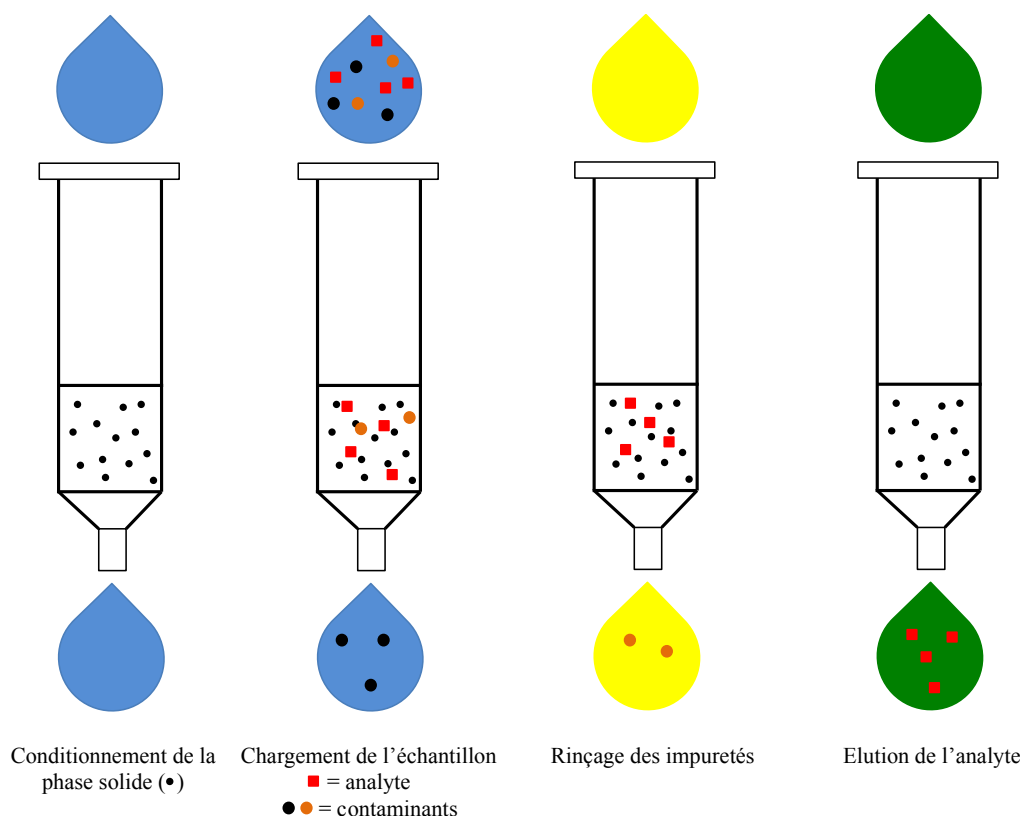 Conditionnement de la
phase solide (•)
Chargement de l'échantillon
= analyte
= contaminants
Rinçage des impuretés
Elution de l'analyte